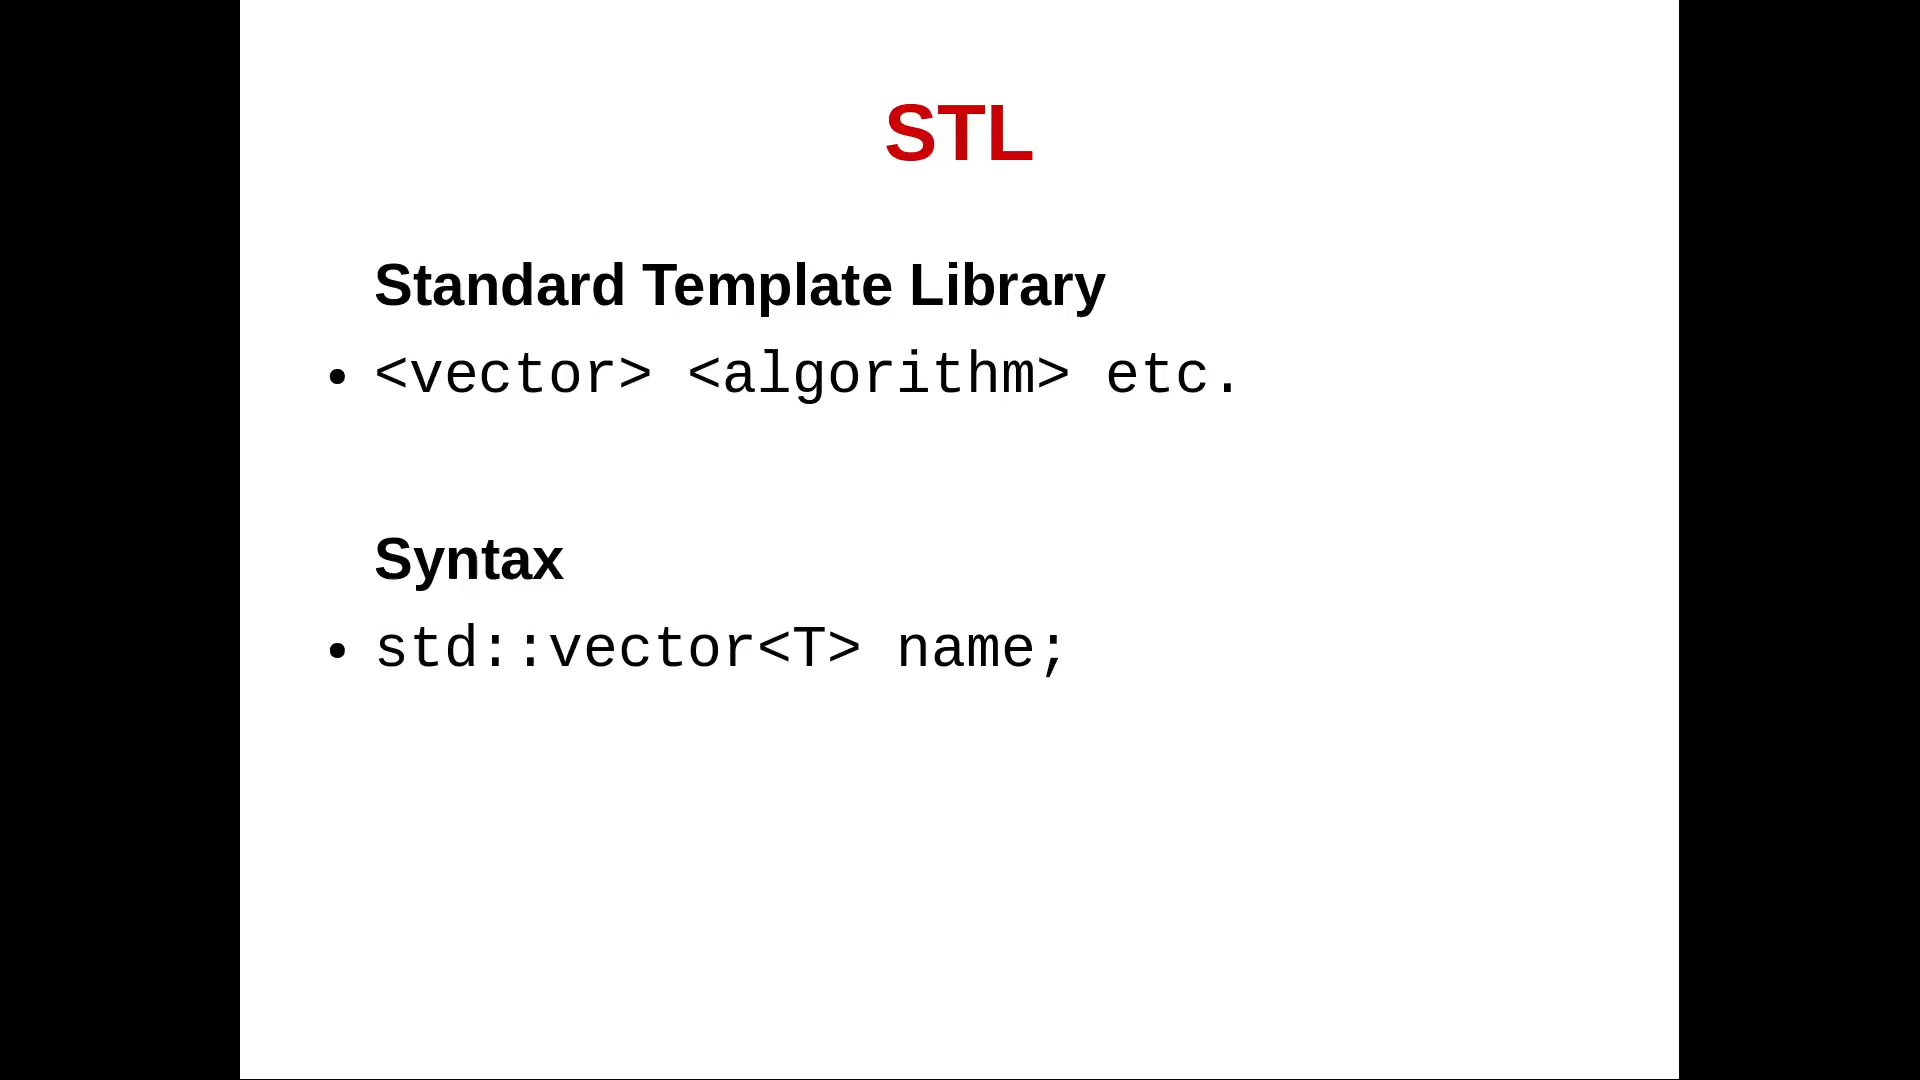 STL
Standard Template Library
• <vector> <algorithm> etc.
Syntax
• std::vector<T> name;